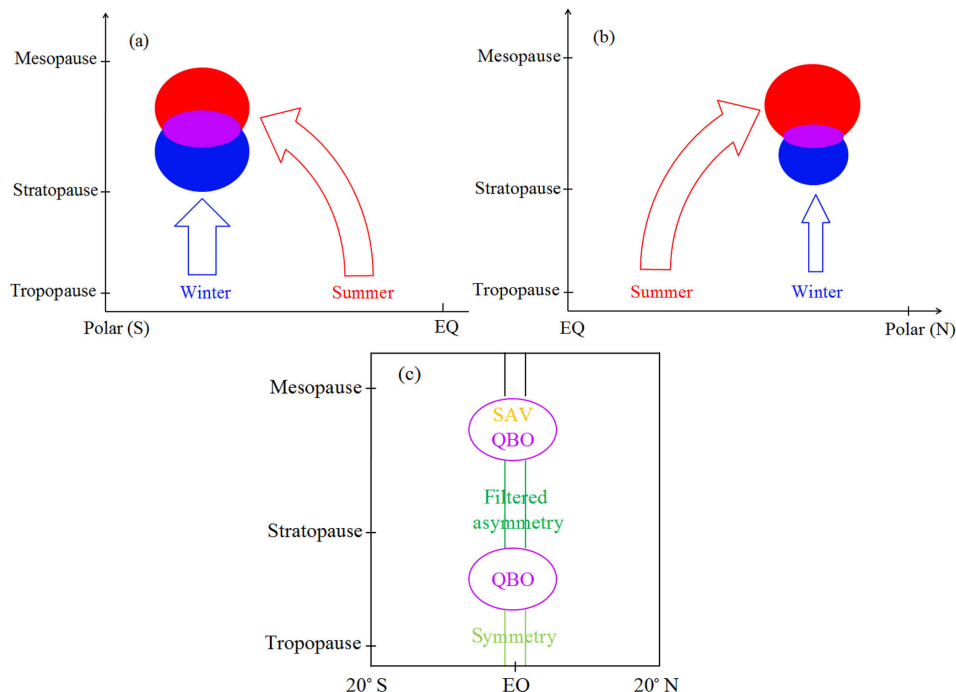 (a)
Mesopause
Stratopause
Tropopause
Winter
Summer
Polar (S)
EQ
(b)
Mesopause
Stratopause
Tropopause
Summer
Winter
EQ
Polar (N)
(c)
Mesopause
SAV
QBO
Filtered
asymmetry
Stratopause
QBO
Symmetry
Tropopause
20° S
EQ
20° N